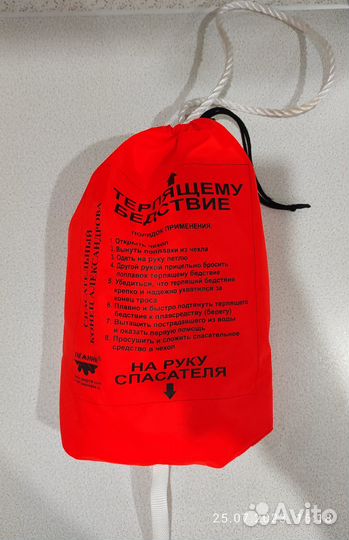 ТЕРПЯЩЕМУ
БЕДСТВИЕ
ПОРЯДОК ПРИМЕНЕНИЯ
1. Открыть чехол
2. Вынуть поплавки из чехла
3. Одеть на руку петлю
4. Другой рукой прицельно бросить
поплавок терпящему бедствие
5. Убедиться, что терпящий бедствие
крепко и надежно ухватился за
конец троса
6. Плавно и быстро подтянуть терпящего
бедствие к плавсредству (берегу)
7. Вытащить пострадавшего из воды
и оказать первую помощь
8. Просушить и сложить спасательное
средство в чехол
НА РУКУ
СПАСАТЕЛЯ
СПАСАТЕЛЬНЫЙ
КОНЕЦ АЛЕКСАНДРОВА
25.07
Avito